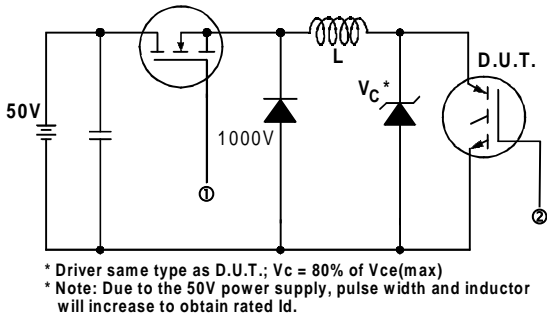 L
D.U.T.
VC *
50V
1000V
①
②
* Driver same type as D.U.T.; Vc = 80% of Vce(max)
* Note: Due to the 50V power supply, pulse width and inductor
will increase to obtain rated Id.